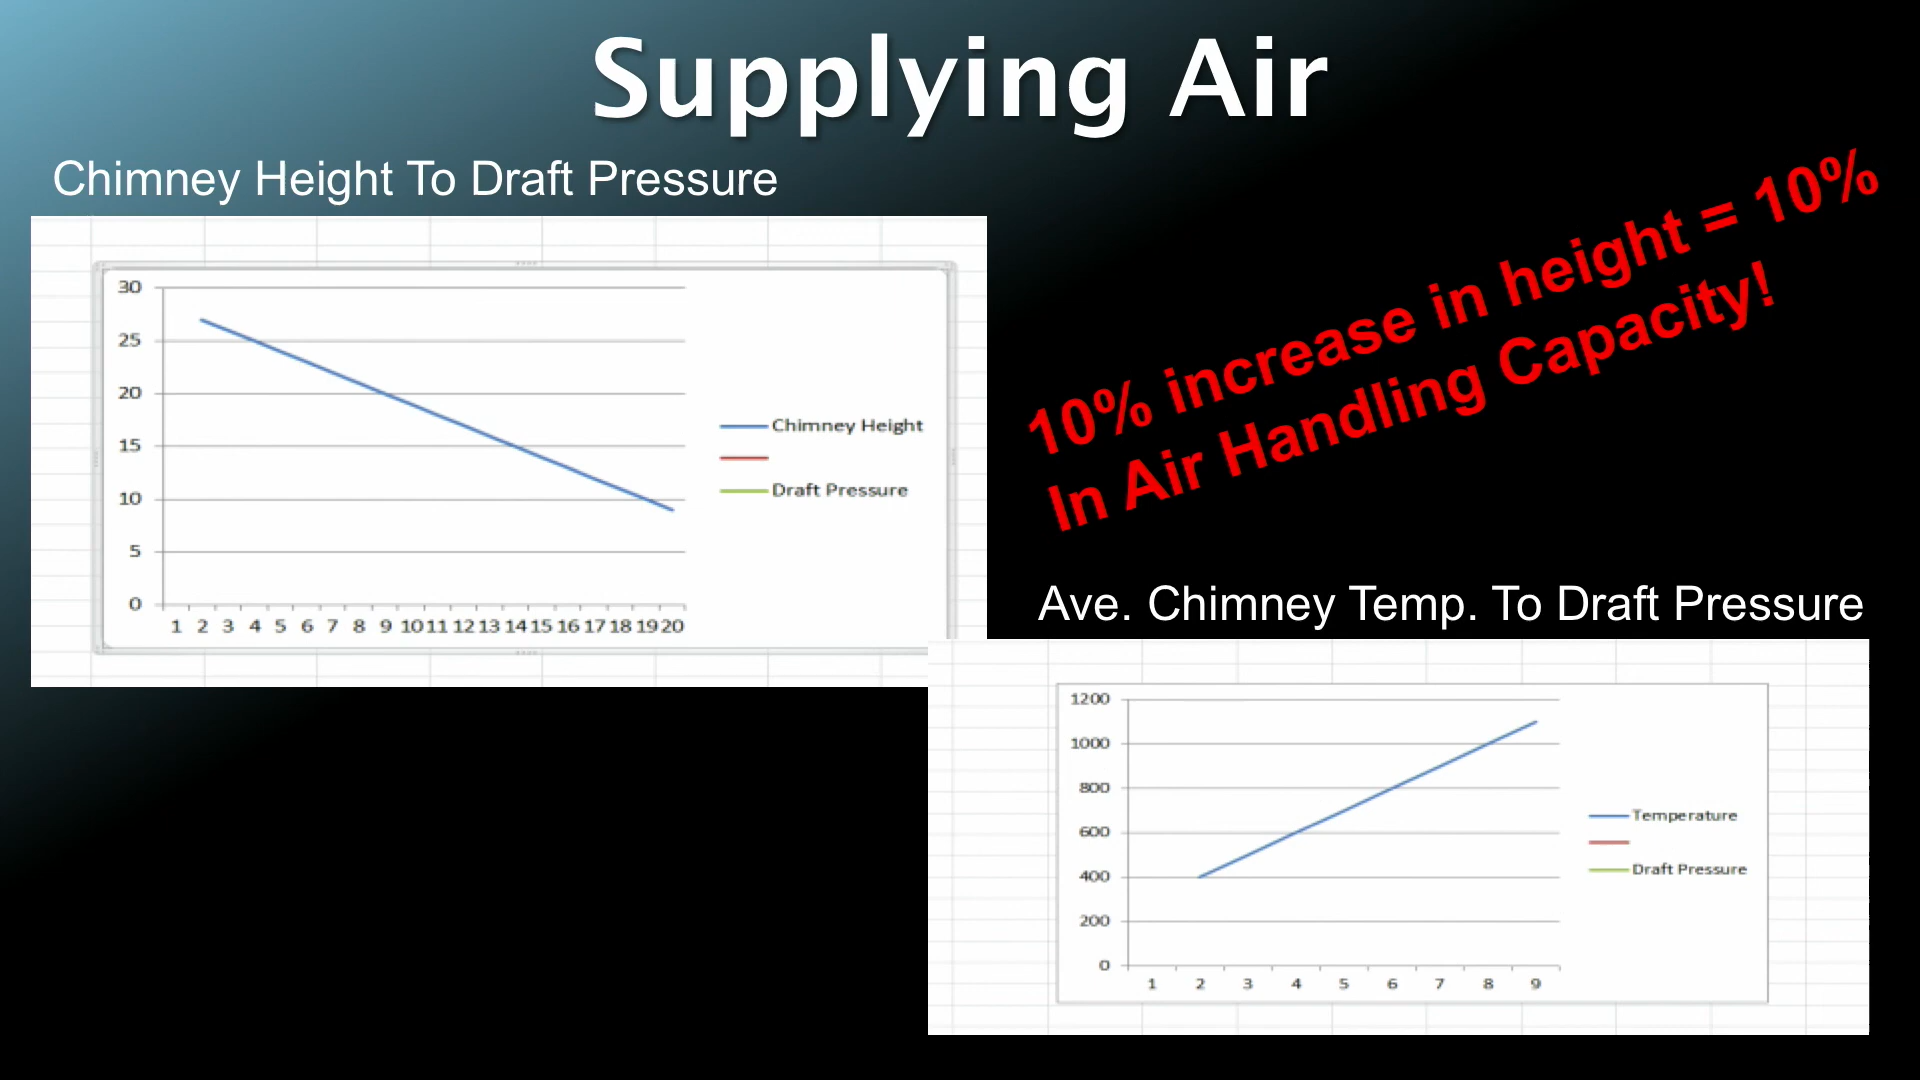 Supplying Air
Chimney Height To Draft Pressure
30
25
20
15
10
5
0
1 2 3 4 5 6 7 8 9 10 11 12 13 14 15 16 17 18 19 20
Chimney Height
Draft Pressure
10% increase in height = 10%
In Air Handling Capacity!
Ave. Chimney Temp. To Draft Pressure
1200
1000
800
600
400
200
0
1 2 3 4 5 6 7 8 9
Temperature
Draft Pressure